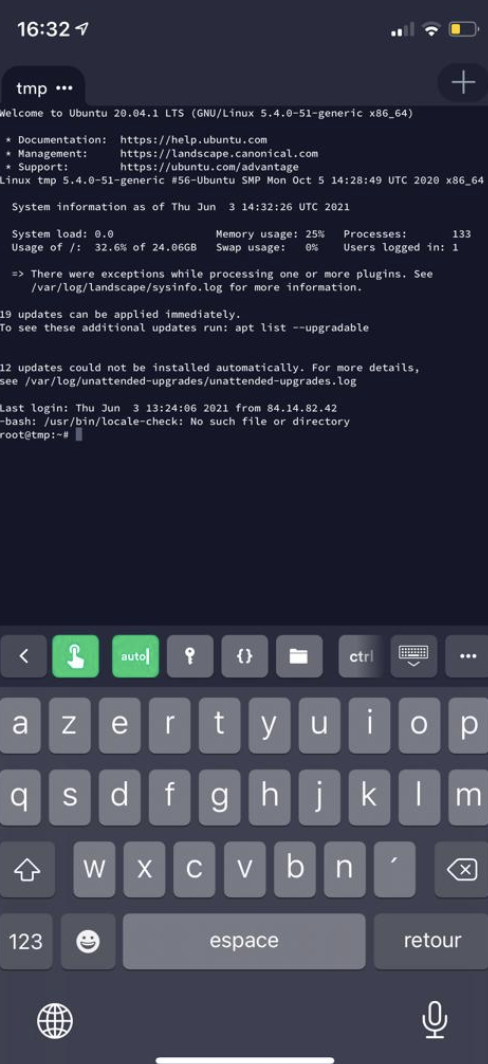 16:32
tmp •••
Welcome to Ubuntu 20.04.1 LTS (GNU/Linux 5.4.0-51-generic x86_64)
* Documentation:  https://help.ubuntu.com
* Management:     https://landscape.canonical.com
* Support:        https://ubuntu.com/advantage
Linux tmp 5.4.0-51-generic #56-Ubuntu SMP Mon Oct 5 14:28:49 UTC 2020 x86_64
System information as of Thu Jun  3 14:32:26 UTC 2021
System load: 0.0                Memory usage: 25%   Processes:       133
Usage of /:  32.6% of 24.06GB   Swap usage:   0%    Users logged in: 1
=> There were exceptions while processing one or more plugins. See
/var/log/landscape/sysinfo.log for more information.
19 updates can be applied immediately.
To see these additional updates run: apt list --upgradable
12 updates could not be installed automatically. For more details,
see /var/log/unattended-upgrades/unattended-upgrades.log
Last login: Thu Jun  3 13:24:06 2021 from 84.14.82.42
-bash: /usr/bin/locale-check: No such file or directory
root@tmp:~#
auto {} ctrl •••
a z e r t y u i o p
q s d f g h j k l m
w x c v b n ´
123 espace retour